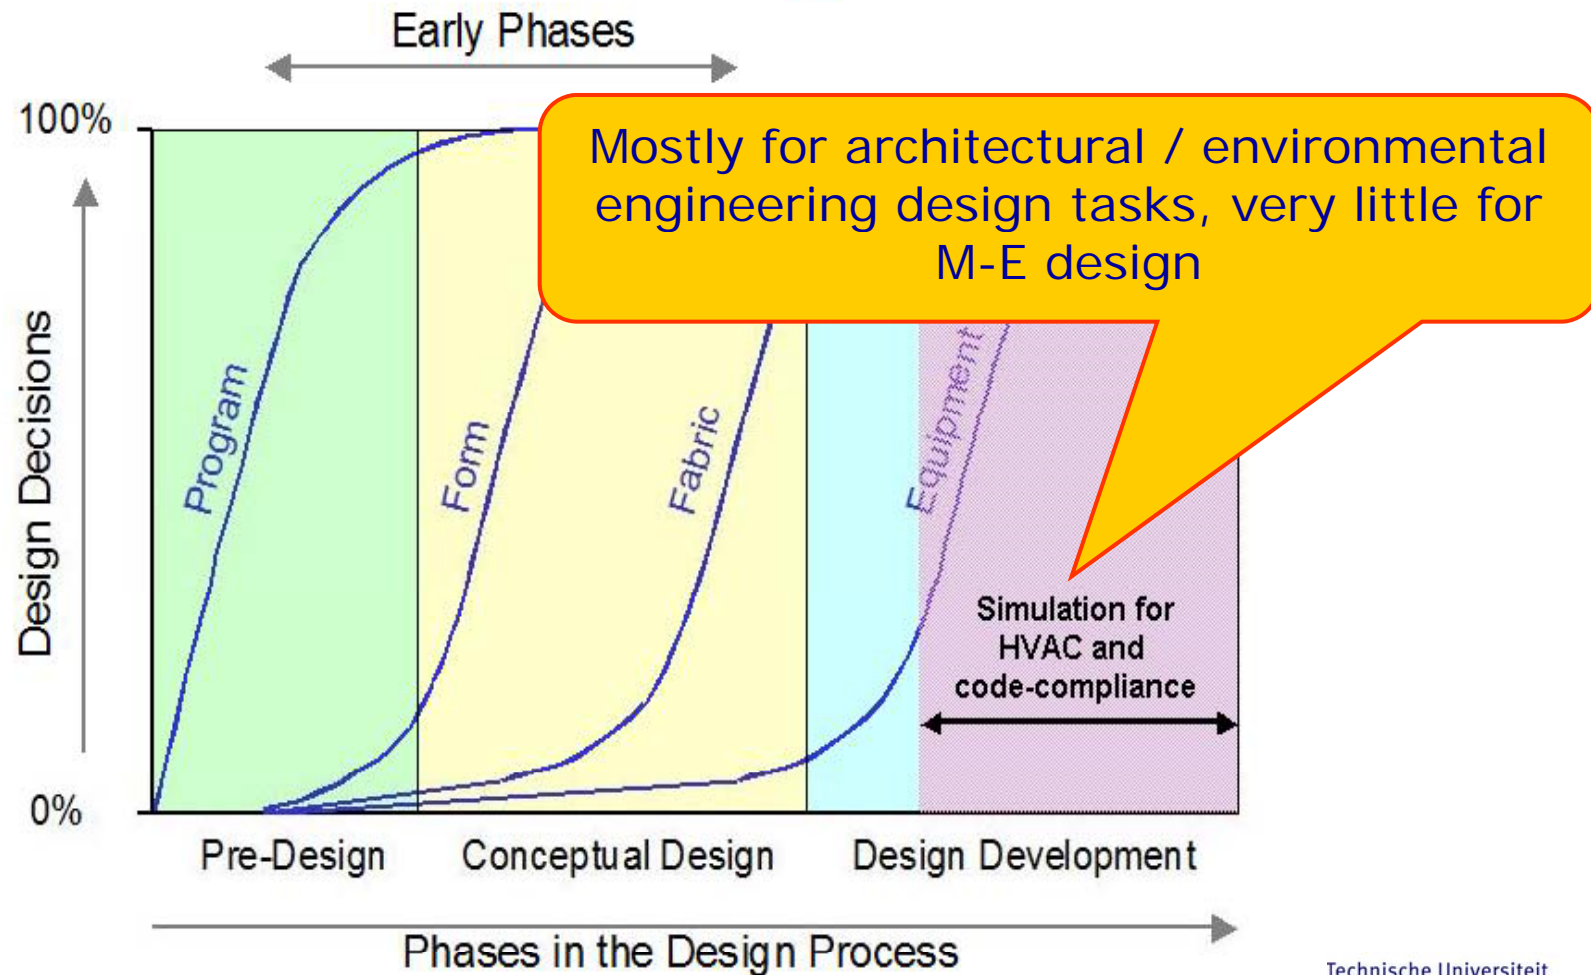 Early Phases
100%
Mostly for architectural / environmental
engineering design tasks, very little for
M-E design
Design Decisions
Program
Form
Fabric
Equipment
Simulation for
HVAC and
code-compliance
0%
Pre-Design
Conceptual Design
Design Development
Phases in the Design Process
Technische Universiteit